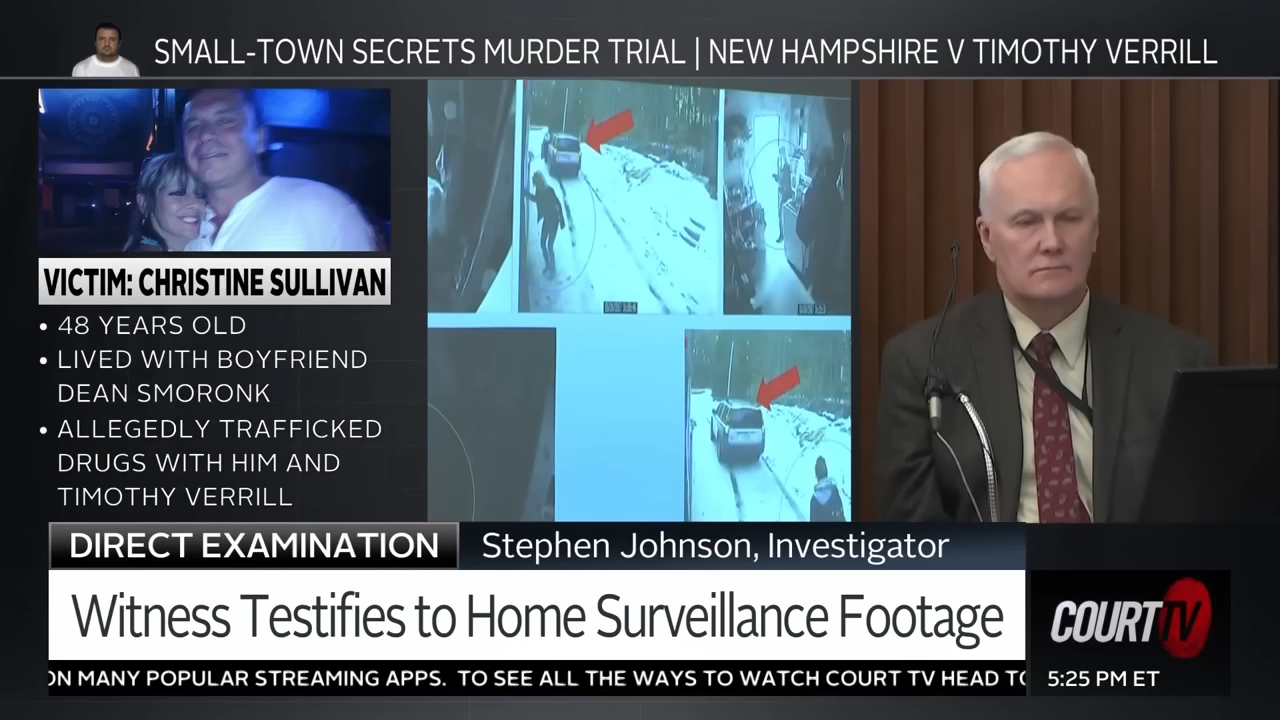 SMALL-TOWN SECRETS MURDER TRIAL | NEW HAMPSHIRE V TIMOTHY VERRILL
VICTIM: CHRISTINE SULLIVAN
• 48 YEARS OLD
• LIVED WITH BOYFRIEND
DEAN SMORONK
• ALLEGEDLY TRAFFICKED
DRUGS WITH HIM AND
TIMOTHY VERRILL
DIRECT EXAMINATION
Stephen Johnson, Investigator
Witness Testifies to Home Surveillance Footage
COURT TV
ON MANY POPULAR STREAMING APPS. TO SEE ALL THE WAYS TO WATCH COURT TV HEAD TO
5:25 PM ET